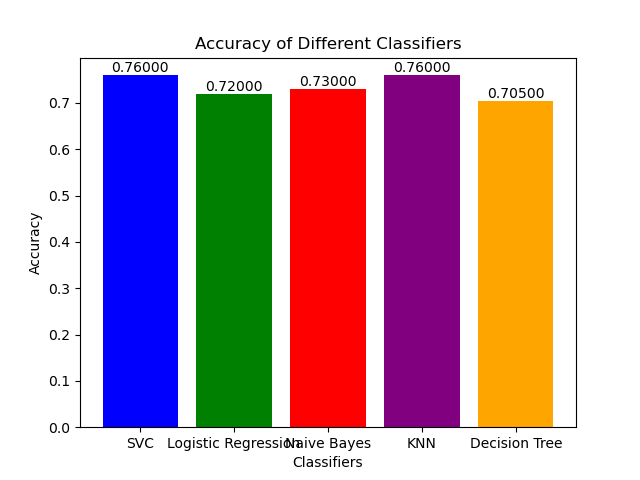 Accuracy of Different Classifiers
0.76000
0.72000
0.73000
0.76000
0.70500
Accuracy
0.7
0.6
0.5
0.4
0.3
0.2
0.1
0.0
SVC
Logistic Regression
Naive Bayes
KNN
Decision Tree
Classifiers